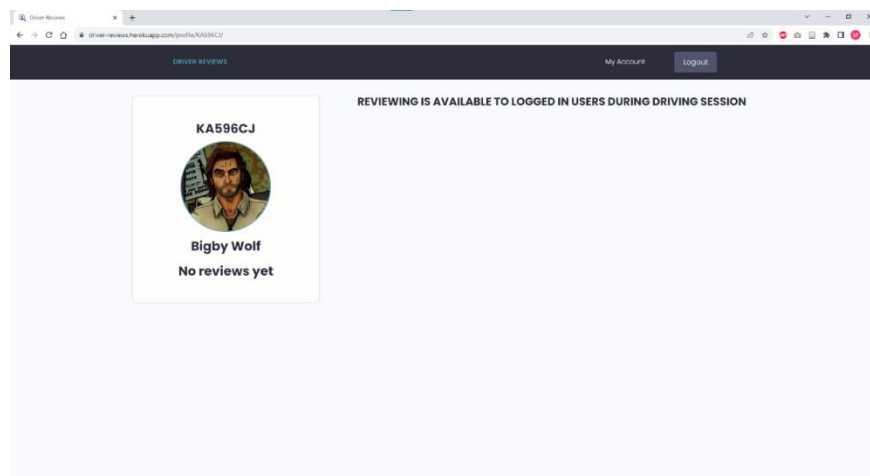 Driver Reviews
driver-reviews.herokuapp.com/profile/KA596CJ/
DRIVER REVIEWS
My Account
Logout
REVIEWING IS AVAILABLE TO LOGGED IN USERS DURING DRIVING SESSION
KA596CJ
Bigby Wolf
No reviews yet